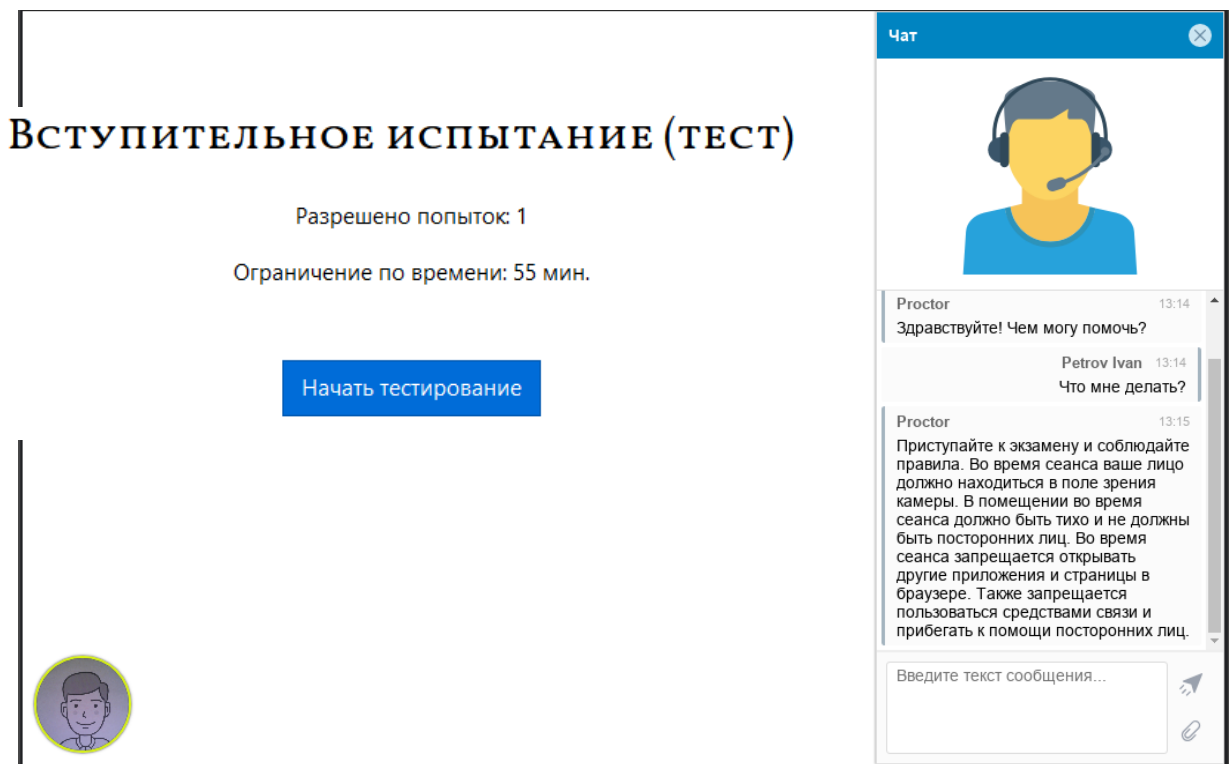 Вступительное испытание (тест)
Разрешено попыток: 1
Ограничение по времени: 55 мин.
Начать тестирование
Чат
Proctor 13:14
Здравствуйте! Чем могу помочь?
Petrov Ivan 13:14
Что мне делать?
Proctor 13:15
Приступайте к экзамену и соблюдайте
правила. Во время сеанса ваше лицо
должно находиться в поле зрения
камеры. В помещении во время
сеанса должно быть тихо и не должны
быть посторонних лиц. Во время
сеанса запрещается открывать
другие приложения и страницы в
браузере. Также запрещается
пользоваться средствами связи и
прибегать к помощи посторонних лиц.
Введите текст сообщения...